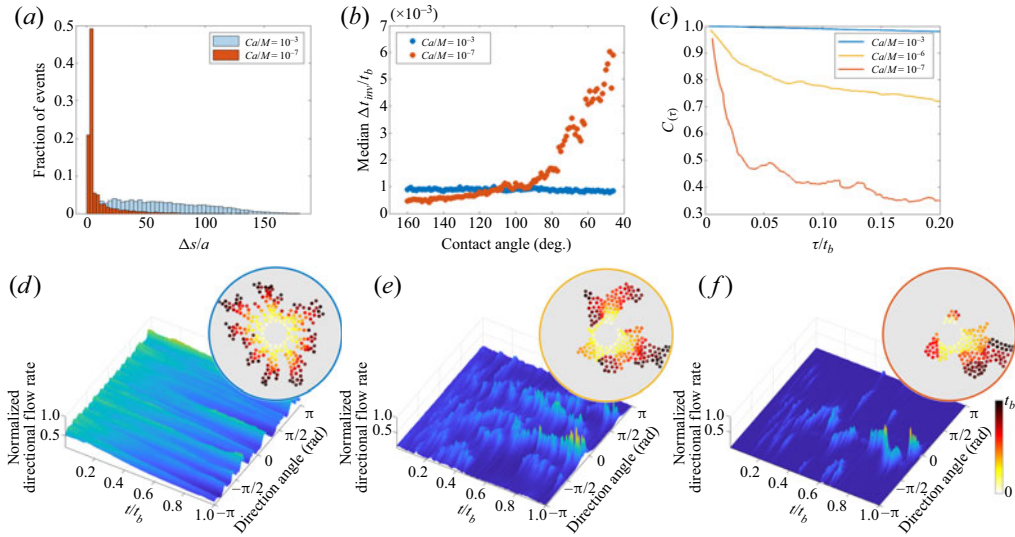 (a)
Fraction of events
0.5
0.4
0.3
0.2
0.1
0
Ca/M = 10⁻³
Ca/M = 10⁻⁷
0 50 100 150
Δs/a
(b)
(×10⁻³)
Median Δt_inv/t_b
7
6
5
4
3
2
1
0
Ca/M = 10⁻³
Ca/M = 10⁻⁷
160 140 120 100 80 60 40
Contact angle (deg.)
(c)
C(τ)
1.0
0.9
0.8
0.7
0.6
0.5
0.4
0.3
Ca/M = 10⁻³
Ca/M = 10⁻⁶
Ca/M = 10⁻⁷
0 0.05 0.10 0.15 0.20
τ/t_b
(d)
Normalized
directional flow rate
1.0
0.5
0.2
0.4
0.6
0.8
1.0
t/t_b
−π
−π/2
0
π/2
π
Direction angle (rad)
(e)
Normalized
directional flow rate
1.0
0.5
0.2
0.4
0.6
0.8
1.0
t/t_b
−π
−π/2
0
π/2
π
Direction angle (rad)
(f)
Normalized
directional flow rate
1.0
0.5
0.2
0.4
0.6
0.8
1.0
t/t_b
−π
−π/2
0
π/2
π
Direction angle (rad)
t_b
0